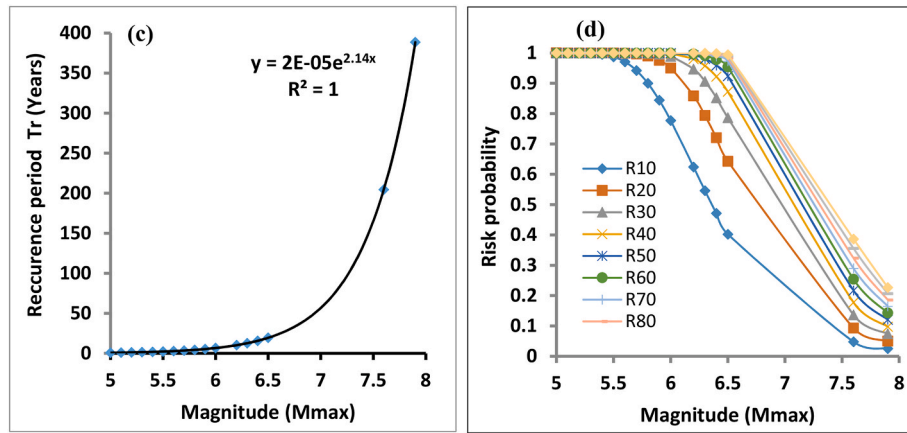 (c)
y = 2E-05e^2.14x
R² = 1
Reccurence period Tr (Years)
400
350
300
250
200
150
100
50
0
5
5.5
6
6.5
7
7.5
8
Magnitude (Mmax)
(d)
Risk probability
1
0.9
0.8
0.7
0.6
0.5
0.4
0.3
0.2
0.1
0
R10
R20
R30
R40
R50
R60
R70
R80
5
5.5
6
6.5
7
7.5
8
Magnitude (Mmax)